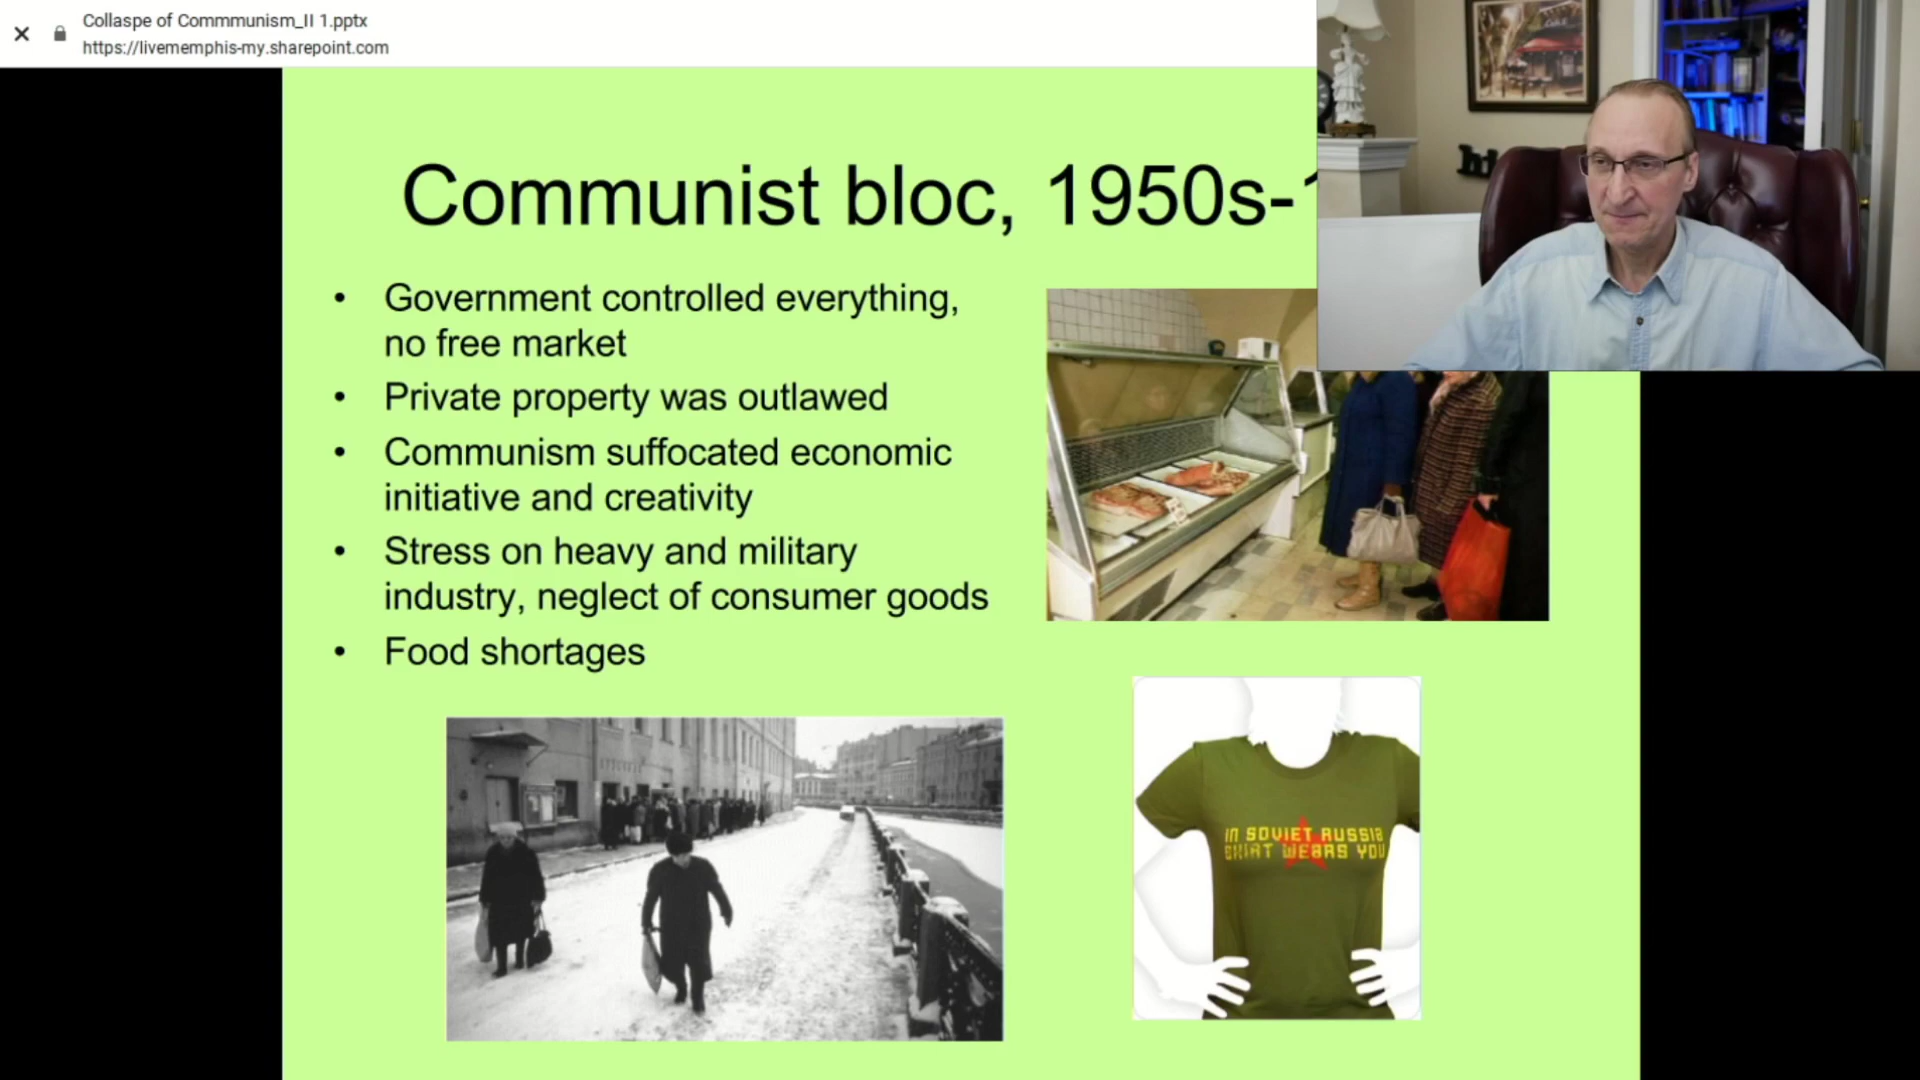 Collaspe of Commmunism_II 1.pptx
https://livememphis-my.sharepoint.com
Communist bloc, 1950s-1
• Government controlled everything,
no free market
• Private property was outlawed
• Communism suffocated economic
initiative and creativity
• Stress on heavy and military
industry, neglect of consumer goods
• Food shortages
IN SOVIET RUSSIA
SHIRT WEARS YOU